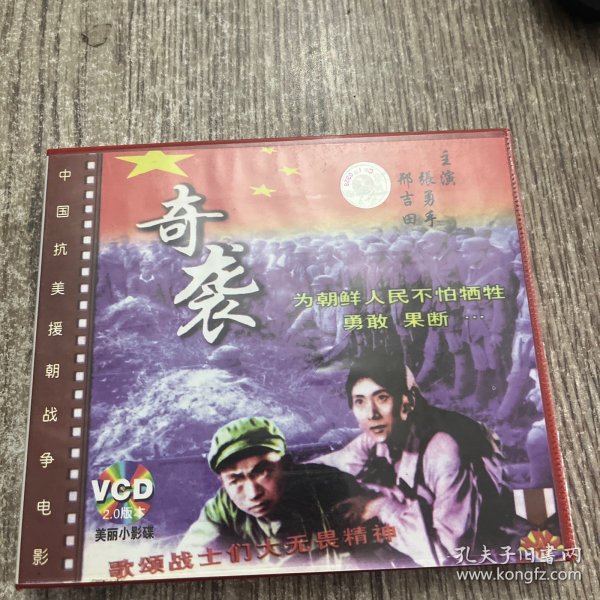 中国抗美援朝战争电影
奇袭
主演
張勇手
邢吉田
为朝鲜人民不怕牺牲
勇敢 果断 …
VCD
2.0版本
美丽小影碟
歌颂战士们大无畏精神
孔夫子旧书网
www.kongfz.com